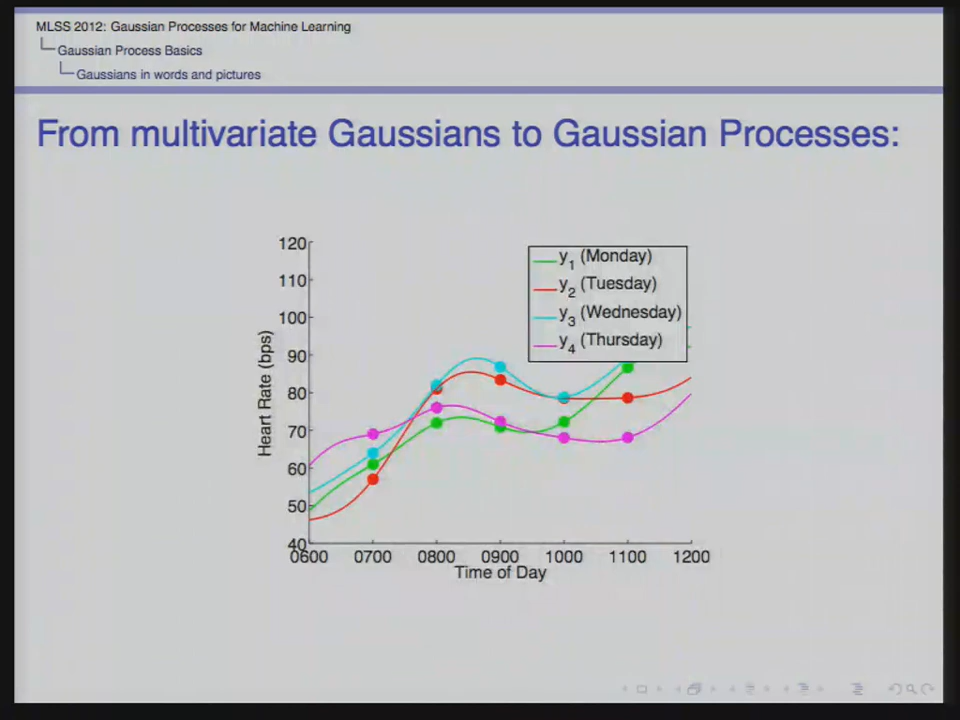 MLSS 2012: Gaussian Processes for Machine Learning
Gaussian Process Basics
Gaussians in words and pictures
From multivariate Gaussians to Gaussian Processes:
120
110
100
90
80
70
60
50
40
Heart Rate (bps)
y1 (Monday)
y2 (Tuesday)
y3 (Wednesday)
y4 (Thursday)
0600 0700 0800 0900 1000 1100 1200
Time of Day